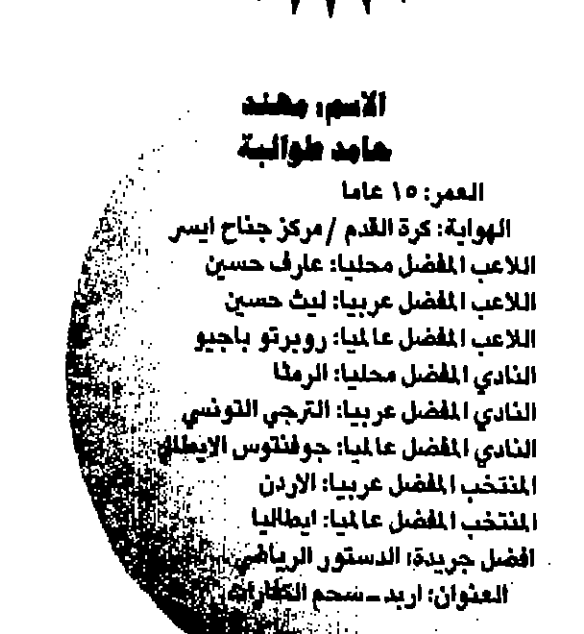 الاسم: مهند
حامد طوالبة
العمر: ١٥ عاما
الهواية: كرة القدم / مركز جناح ايسر
اللاعب المفضل محليا: عارف حسين
اللاعب المفضل عربيا: ليث حسين
اللاعب المفضل عالميا: روبرتو باجيو
النادي المفضل محليا: الرمثا
النادي المفضل عربيا: الترجي التونسي
النادي المفضل عالميا: جوفنتوس الايطالي
المنتخب المفضل عربيا: الاردن
المنتخب المفضل عالميا: ايطاليا
افضل جريدة: الدستور الرياضي
العنوان: اربد ـ سحم الكفارات